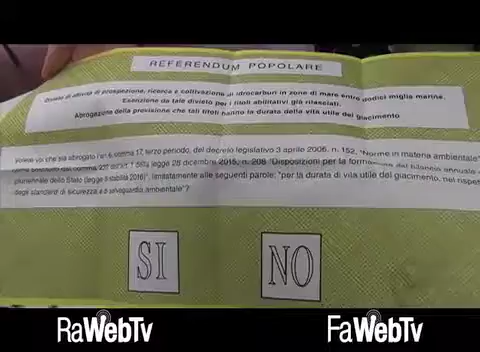 REFERENDUM POPOLARE
Divieto di attività di prospezione, ricerca e coltivazione di idrocarburi in zone di mare entro dodici miglia marine.
Esenzione da tale divieto per i titoli abilitativi già rilasciati.
Abrogazione della previsione che tali titoli hanno la durata della vita utile del giacimento
Volete voi che sia abrogato l'art. 6, comma 17, terzo periodo, del decreto legislativo 3 aprile 2006, n. 152, "Norme in materia ambientale"
comma 239 dell'art. 1 della legge 28 dicembre 2015, n. 208 "Disposizioni per la formazione del bilancio annuale
pluriennale dello Stato (legge di stabilità 2016)", limitatamente alle seguenti parole: "per la durata di vita utile del giacimento, nel rispetto
degli standard di sicurezza e di salvaguardia ambientale"?
SI NO
RaWebTv FaWebTv